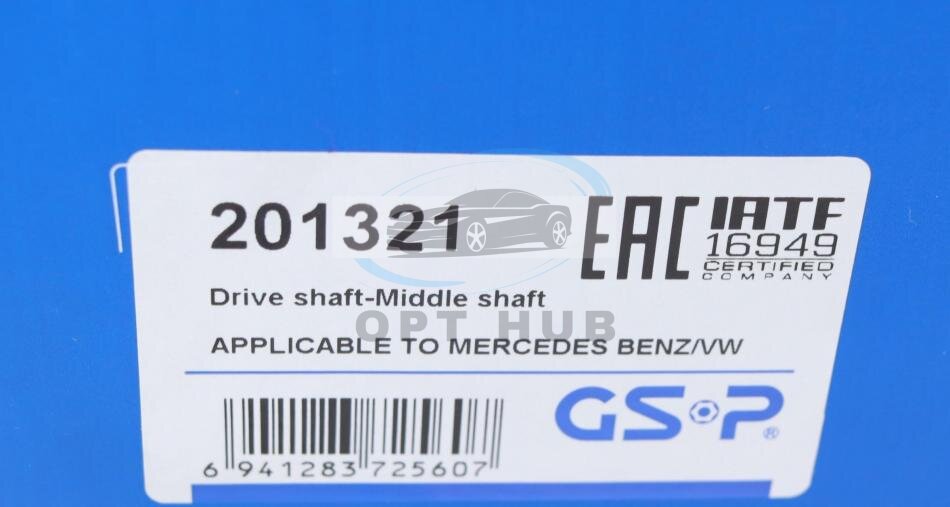 201321
EAC
IATF
16949
CERTIFIED
COMPANY
Drive shaft-Middle shaft
OPT HUB
APPLICABLE TO MERCEDES BENZ/VW
GSP®
6 941283 725607